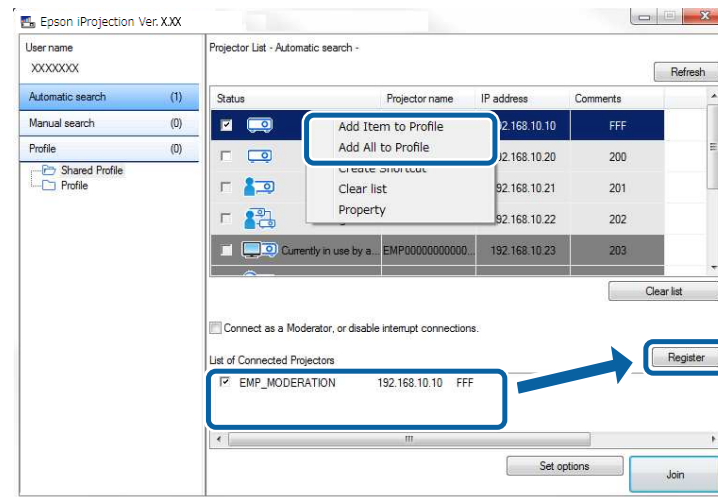 Epson iProjection Ver. X.XX
User name
XXXXXXX
Automatic search (1)
Manual search (0)
Profile (0)
Shared Profile
Profile
Projector List - Automatic search -
Refresh
Status Projector name IP address Comments
192.168.10.10 FFF
192.168.10.20 200
192.168.10.21 201
192.168.10.22 202
Currently in use by a... EMP00000000000... 192.168.10.23 203
Add Item to Profile
Add All to Profile
Create Shortcut
Clear list
Property
Clear list
Connect as a Moderator, or disable interrupt connections.
List of Connected Projectors
Register
EMP_MODERATION 192.168.10.10 FFF
Set options
Join